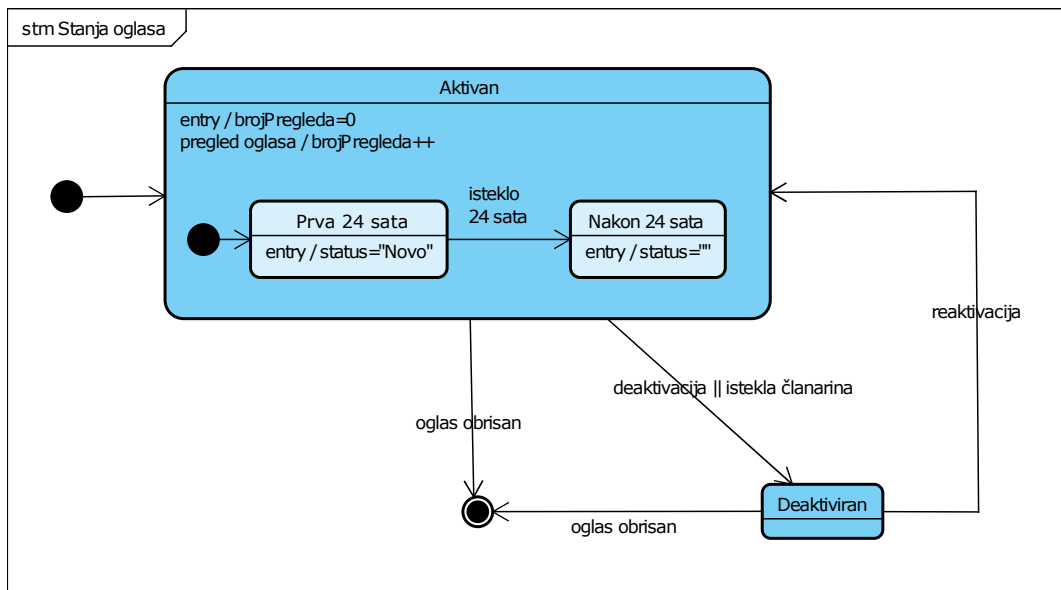 stm Stanja oglasa
Aktivan
entry / brojPregleda=0
pregled oglasa / brojPregleda++
isteklo
24 sata
Prva 24 sata
entry / status="Novo"
Nakon 24 sata
entry / status=""
reaktivacija
deaktivacija || istekla članarina
oglas obrisan
Deaktiviran
oglas obrisan